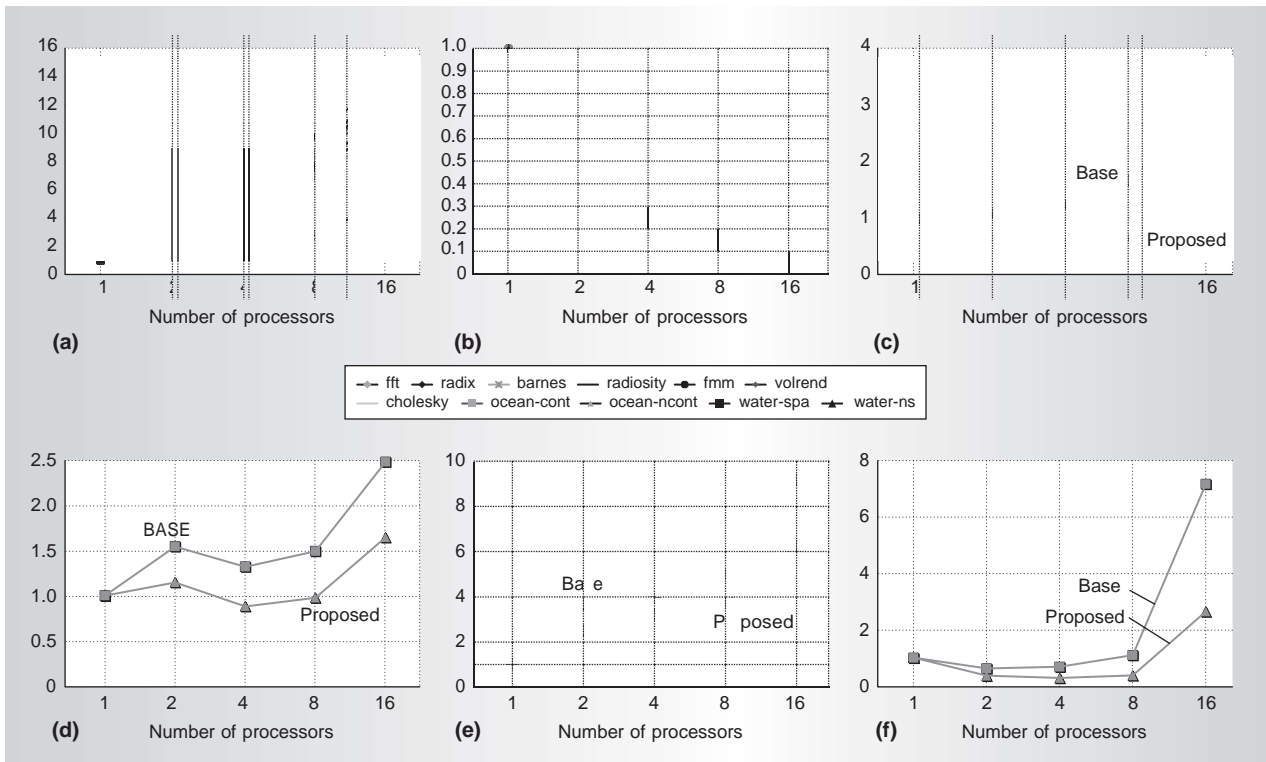 16
14
12
10
8
6
4
2
0
1
16
Number of processors
(a)
1.0
0.9
0.8
0.7
0.6
0.5
0.4
0.3
0.2
0.1
0
1 2 4 8 16
Number of processors
(b)
4
3
2
1
0
Base
Proposed
1
16
Number of processors
(c)
fft radix barnes radiosity fmm volrend
cholesky ocean-cont ocean-ncont water-spa water-ns
2.5
2.0
1.5
1.0
0.5
0
BASE
Proposed
1 2 4 8 16
Number of processors
(d)
10
8
6
4
2
0
Ba e
P posed
1 2 4 8 16
Number of processors
(e)
8
6
4
2
0
Base
Proposed
1 2 4 8 16
Number of processors
(f)